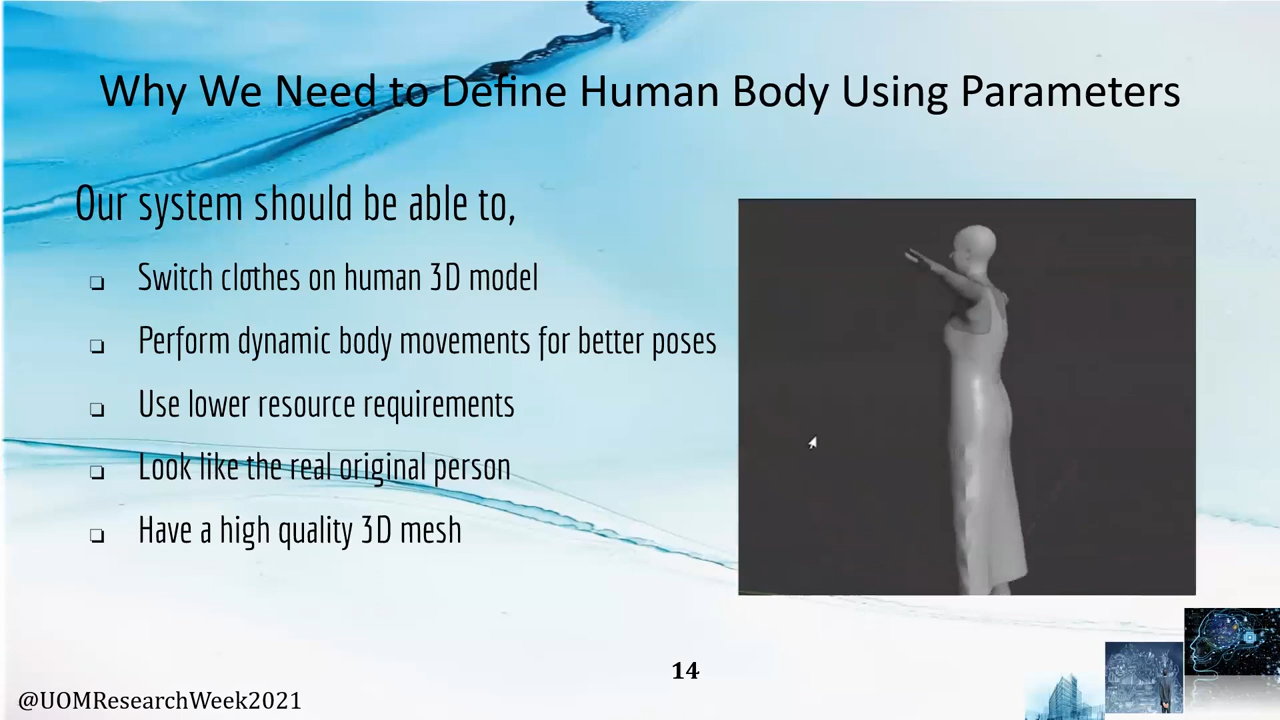 Why We Need to Define Human Body Using Parameters
Our system should be able to,
❏ Switch clothes on human 3D model
❏ Perform dynamic body movements for better poses
❏ Use lower resource requirements
❏ Look like the real original person
❏ Have a high quality 3D mesh
14
@UOMResearchWeek2021